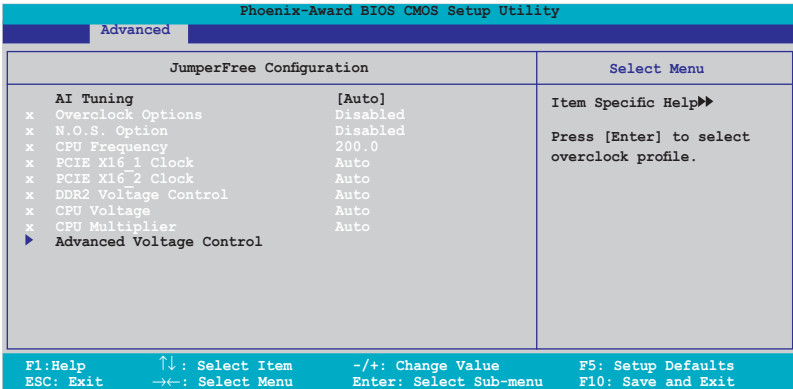 Phoenix-Award BIOS CMOS Setup Utility
Advanced
JumperFree Configuration
Select Menu
AI Tuning [Auto]
x Overclock Options Disabled
x N.O.S. Option Disabled
x CPU Frequency 200.0
x PCIE X16_1 Clock Auto
x PCIE X16_2 Clock Auto
x DDR2 Voltage Control Auto
x CPU Voltage Auto
x CPU Multiplier Auto
Advanced Voltage Control
Item Specific Help
Press [Enter] to select
overclock profile.
F1:Help ↑↓: Select Item -/+: Change Value F5: Setup Defaults
ESC: Exit →←: Select Menu Enter: Select Sub-menu F10: Save and Exit